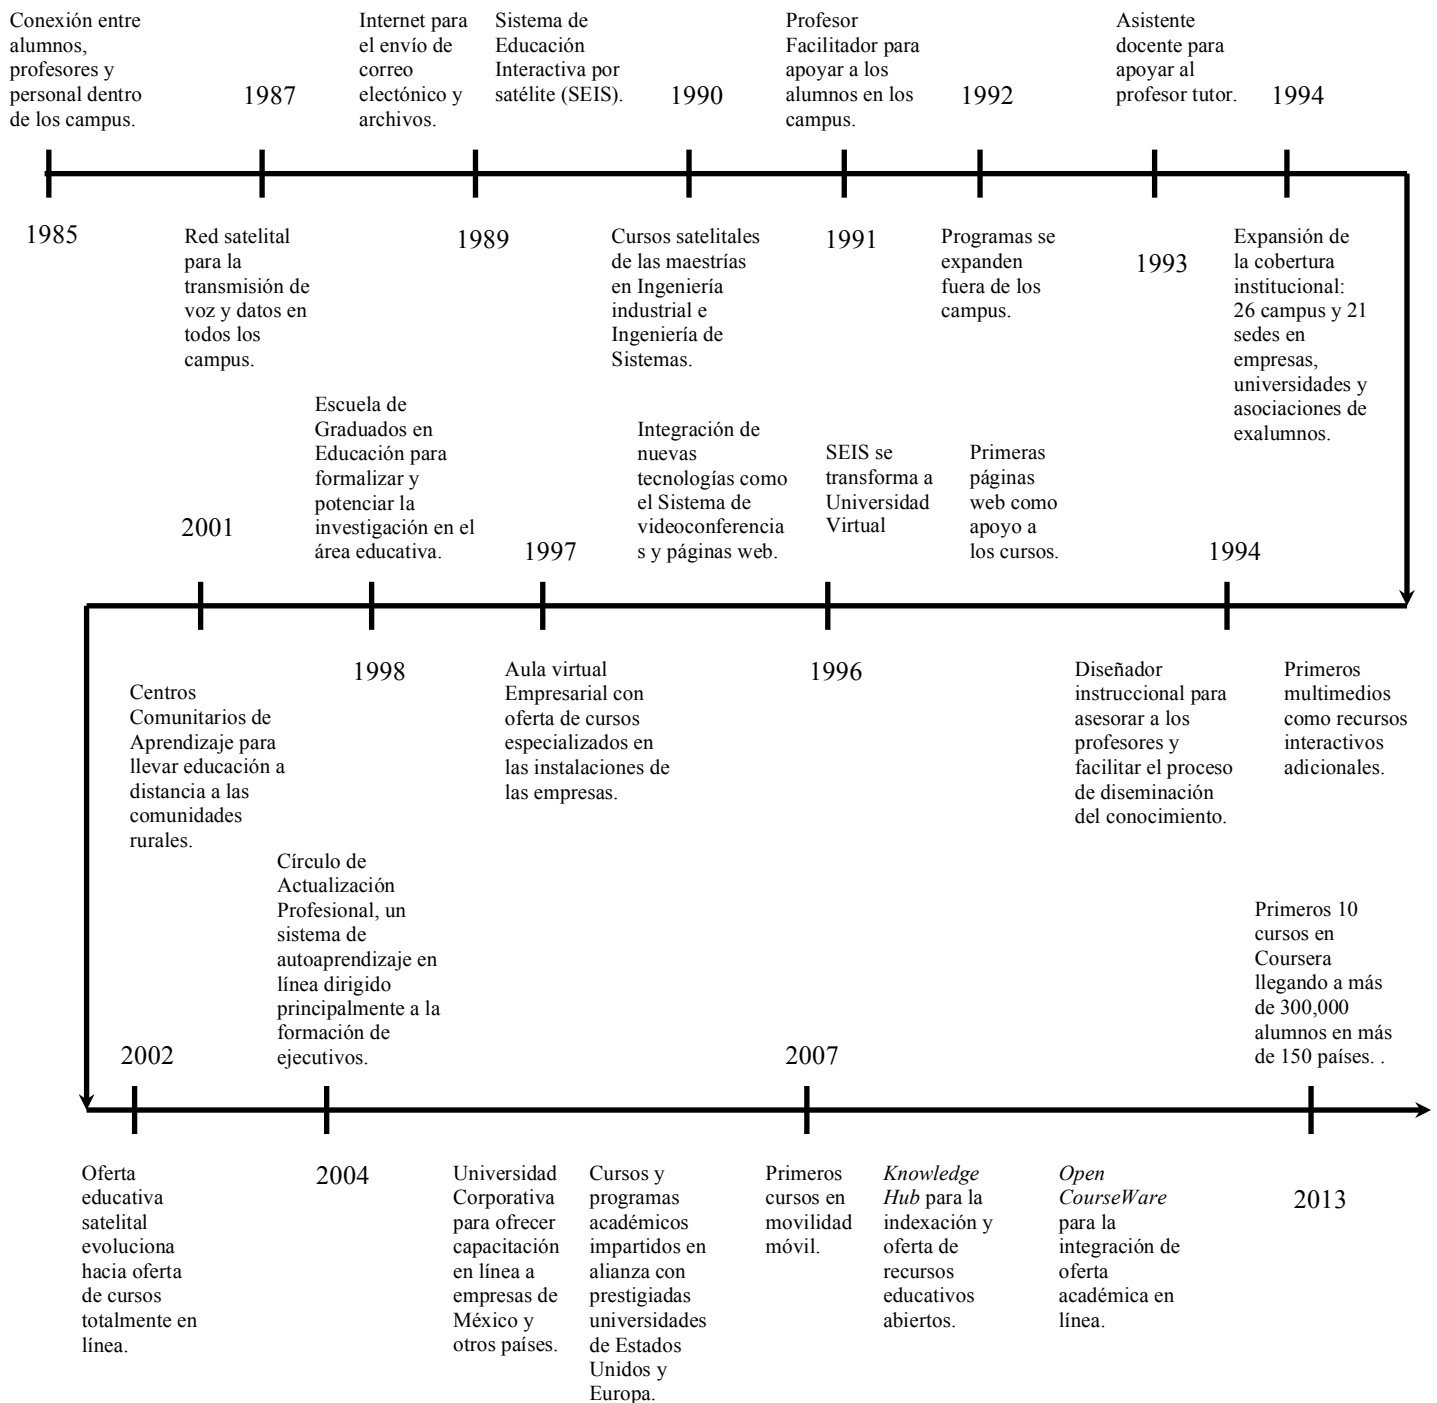 Conexión entre
alumnos,
profesores y
personal dentro
de los campus.
1985
1987
Red satelital
para la
transmisión de
voz y datos en
todos los
campus.
Internet para
el envío de
correo
electónico y
archivos.
Sistema de
Educación
Interactiva por
satélite (SEIS).
1989
1990
Cursos satelitales
de las maestrías
en Ingeniería
industrial e
Ingeniería de
Sistemas.
Profesor
Facilitador para
apoyar a los
alumnos en los
campus.
1991
1992
Programas se
expanden
fuera de los
campus.
Asistente
docente para
apoyar al
profesor tutor.
1993
1994
Expansión de
la cobertura
institucional:
26 campus y 21
sedes en
empresas,
universidades y
asociaciones de
exalumnos.
1994
Primeros
multimedios
como recursos
interactivos
adicionales.
Diseñador
instruccional para
asesorar a los
profesores y
facilitar el proceso
de diseminación
del conocimiento.
Primeras
páginas
web como
apoyo a
los cursos.
SEIS se
transforma a
Universidad
Virtual
Integración de
nuevas
tecnologías como
el Sistema de
videoconferencia
s y páginas web.
1996
1997
Aula virtual
Empresarial con
oferta de cursos
especializados en
las instalaciones de
las empresas.
Escuela de
Graduados en
Educación para
formalizar y
potenciar la
investigación en el
área educativa.
1998
2001
Centros
Comunitarios de
Aprendizaje para
llevar educación a
distancia a las
comunidades
rurales.
2002
Oferta
educativa
satelital
evoluciona
hacia oferta
de cursos
totalmente en
línea.
Círculo de
Actualización
Profesional, un
sistema de
autoaprendizaje en
línea dirigido
principalmente a la
formación de
ejecutivos.
2004
Universidad
Corporativa
para ofrecer
capacitación
en línea a
empresas de
México y
otros países.
Cursos y
programas
académicos
impartidos en
alianza con
prestigiadas
universidades
de Estados
Unidos y
Europa.
2007
Primeros
cursos en
movilidad
móvil.
Knowledge
Hub para la
indexación y
oferta de
recursos
educativos
abiertos.
Open
CourseWare
para la
integración de
oferta
académica en
línea.
Primeros 10
cursos en
Coursera
llegando a más
de 300,000
alumnos en más
de 150 países. .
2013